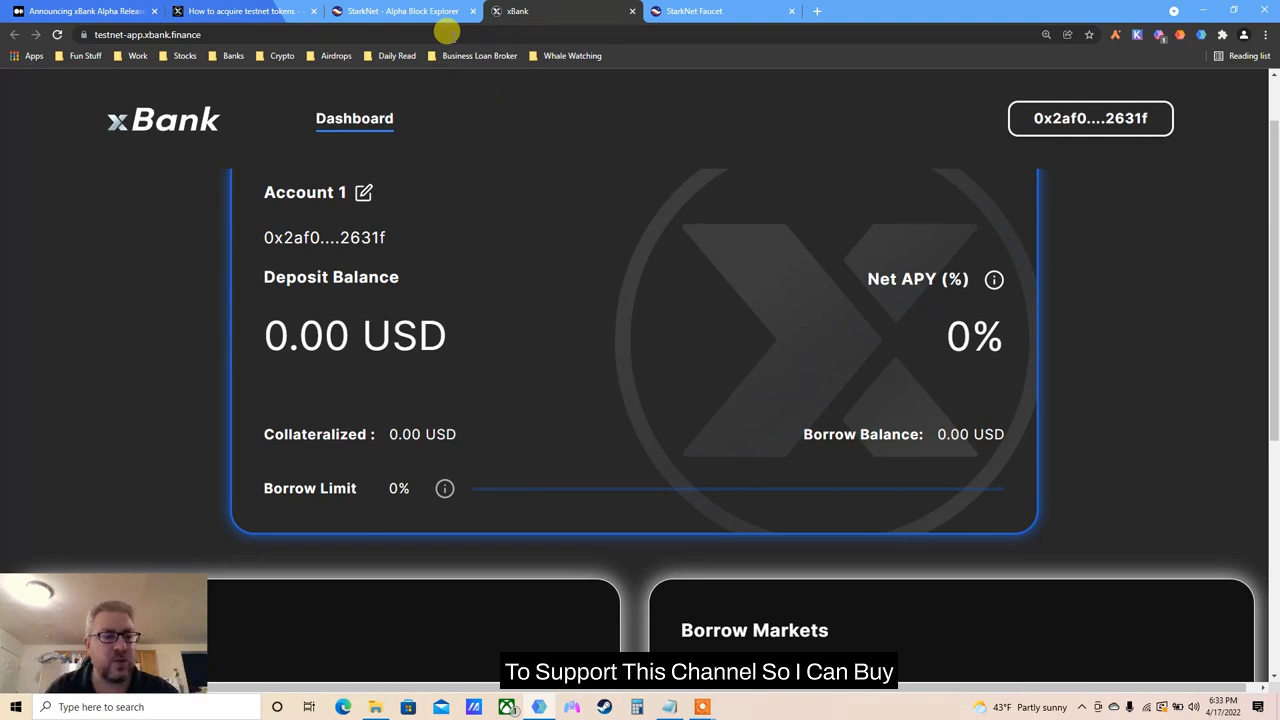 Announcing xBank Alpha Releas
How to acquire testnet tokens -
StarkNet - Alpha Block Explorer
xBank
StarkNet Faucet
testnet-app.xbank.finance
Apps
Fun Stuff
Work
Stocks
Banks
Crypto
Airdrops
Daily Read
Business Loan Broker
Whale Watching
Reading list
xBank
Dashboard
0x2af0....2631f
Account 1
0x2af0....2631f
Deposit Balance
Net APY (%)
0.00 USD
0%
Collateralized : 0.00 USD
Borrow Balance: 0.00 USD
Borrow Limit 0%
Borrow Markets
To Support This Channel So I Can Buy
Type here to search
43°F Partly sunny
6:33 PM
4/17/2022